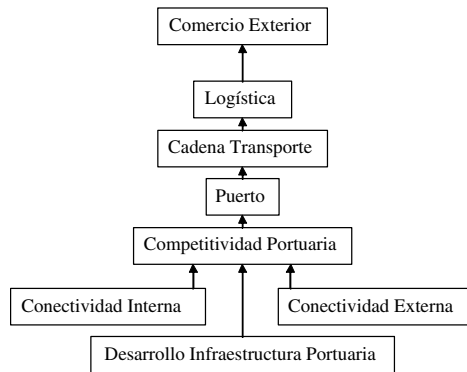 Comercio Exterior
Logística
Cadena Transporte
Puerto
Competitividad Portuaria
Conectividad Interna
Conectividad Externa
Desarrollo Infraestructura Portuaria